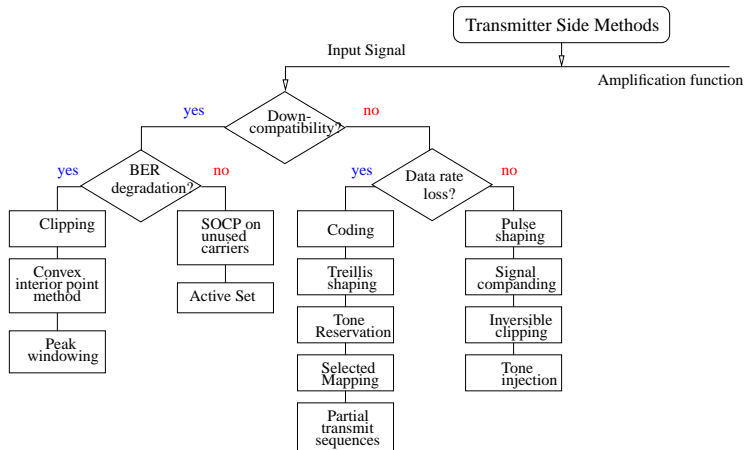 Transmitter Side Methods
Input Signal
Amplification function
yes
Down-
compatibility?
no
yes
BER
degradation?
no
yes
Data rate
loss?
no
Clipping
SOCP on
unused
carriers
Coding
Pulse
shaping
Convex
interior point
method
Active Set
Treillis
shaping
Signal
companding
Peak
windowing
Tone
Reservation
Inversible
clipping
Selected
Mapping
Tone
injection
Partial
transmit
sequences